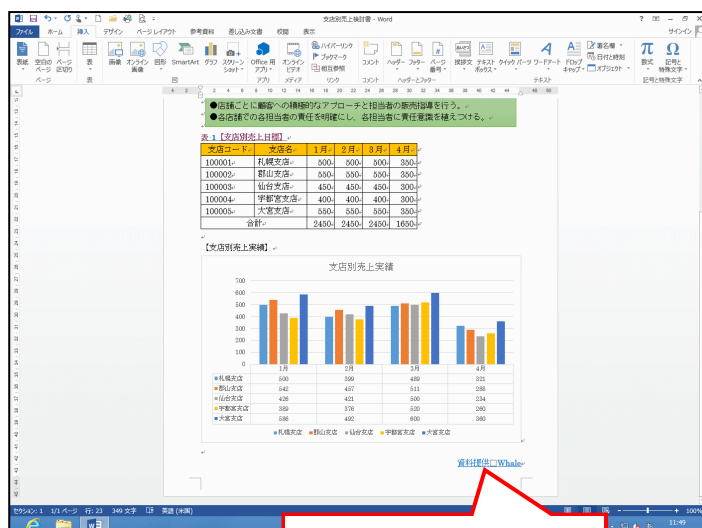 支店別売上検討書 - Word
ファイル ホーム 挿入 デザイン ページ レイアウト 参考資料 差し込み文書 校閲 表示 サインイン
表紙 空白のページ ページ区切り 表 画像 オンライン画像 図形 SmartArt グラフ スクリーンショット Office 用アプリ オンラインビデオ ハイパーリンク ブックマーク 相互参照 コメント ヘッダー フッター ページ番号 挨拶文 テキストボックス クイック パーツ ワードアート ドロップキャップ 署名欄 日付と時刻 オブジェクト 数式 記号と特殊文字
ページ 表 図 アプリ メディア リンク コメント ヘッダーとフッター テキスト 記号と特殊文字
●店舗ごとに顧客への積極的なアプローチと担当者の販売指導を行う。
●各店舗での各担当者の責任を明確にし、各担当者に責任意識を植えつける。
表 1【支店別売上目標】
支店コード 支店名 1月 2月 3月 4月
100001 札幌支店 500 500 500 350
100002 郡山支店 550 550 550 350
100003 仙台支店 450 450 450 300
100004 宇都宮支店 400 400 400 300
100005 大宮支店 550 550 550 350
合計 2450 2450 2450 1650
【支店別売上実績】
支店別売上実績
700
600
500
400
300
200
100
0
1月 2月 3月 4月
札幌支店 500 399 489 321
郡山支店 542 457 511 288
仙台支店 426 421 500 234
宇都宮支店 389 376 520 260
大宮支店 586 492 600 360
札幌支店 郡山支店 仙台支店 宇都宮支店 大宮支店
資料提供□Whale
セクション: 1 1/1 ページ 行: 23 349 文字 英語 (米国) 100%
11:49